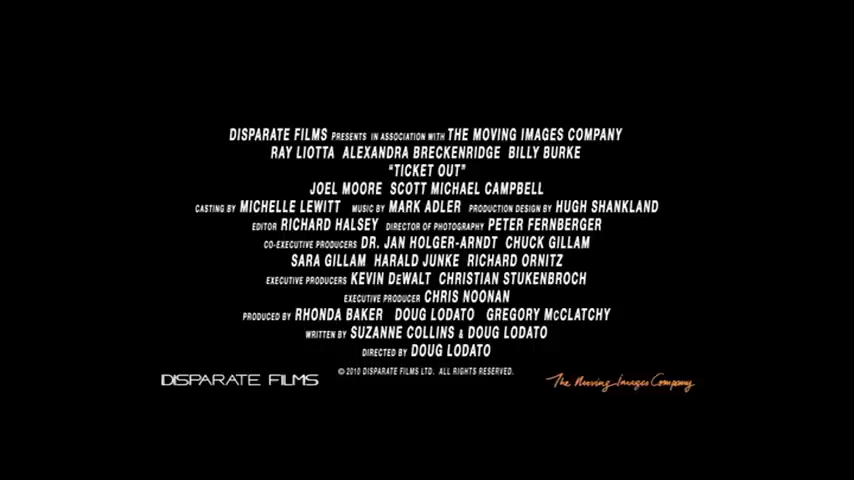 DISPARATE FILMS PRESENTS IN ASSOCIATION WITH THE MOVING IMAGES COMPANY
RAY LIOTTA ALEXANDRA BRECKENRIDGE BILLY BURKE
"TICKET OUT"
JOEL MOORE SCOTT MICHAEL CAMPBELL
CASTING BY MICHELLE LEWITT MUSIC BY MARK ADLER PRODUCTION DESIGN BY HUGH SHANKLAND
EDITOR RICHARD HALSEY DIRECTOR OF PHOTOGRAPHY PETER FERNBERGER
CO-EXECUTIVE PRODUCERS DR. JAN HOLGER-ARNDT CHUCK GILLAM
SARA GILLAM HARALD JUNKE RICHARD ORNITZ
EXECUTIVE PRODUCERS KEVIN DeWALT CHRISTIAN STUKENBROCH
EXECUTIVE PRODUCER CHRIS NOONAN
PRODUCED BY RHONDA BAKER DOUG LODATO GREGORY McCLATCHY
WRITTEN BY SUZANNE COLLINS & DOUG LODATO
DIRECTED BY DOUG LODATO
© 2010 DISPARATE FILMS LTD. ALL RIGHTS RESERVED.
DISPARATE FILMS The Moving Images Company